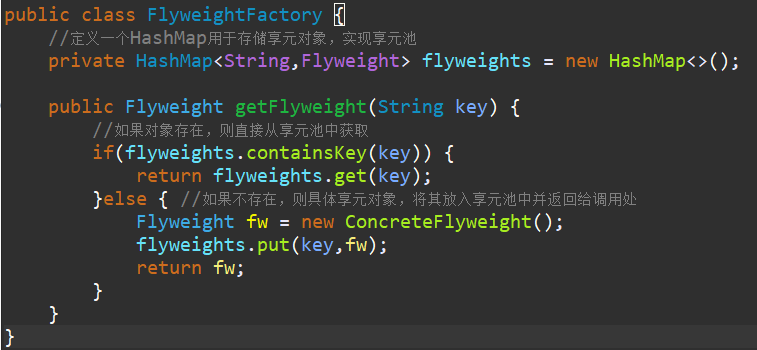 public class FlyweightFactory {
//定义一个HashMap用于存储享元对象，实现享元池
private HashMap<String,Flyweight> flyweights = new HashMap<>();
public Flyweight getFlyweight(String key) {
//如果对象存在，则直接从享元池中获取
if(flyweights.containsKey(key)) {
return flyweights.get(key);
}else { //如果不存在，则具体享元对象，将其放入享元池中并返回给调用处
Flyweight fw = new ConcreteFlyweight();
flyweights.put(key,fw);
return fw;
}
}
}